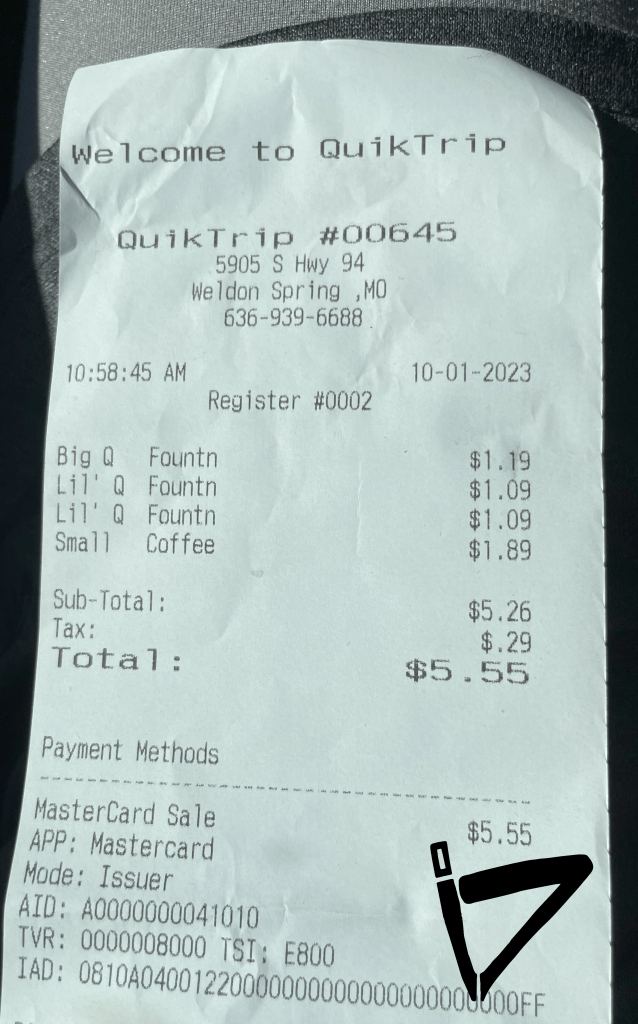 Welcome to QuikTrip
QuikTrip #00645
5905 S Hwy 94
Weldon Spring ,MO
636-939-6688
10:58:45 AM 10-01-2023
Register #0002
Big Q Fountn $1.19
Lil' Q Fountn $1.09
Lil' Q Fountn $1.09
Small Coffee $1.89
Sub-Total: $5.26
Tax: $.29
Total: $5.55
Payment Methods
MasterCard Sale $5.55
APP: Mastercard
Mode: Issuer
AID: A0000000041010
TVR: 0000008000 TSI: E800
IAD: